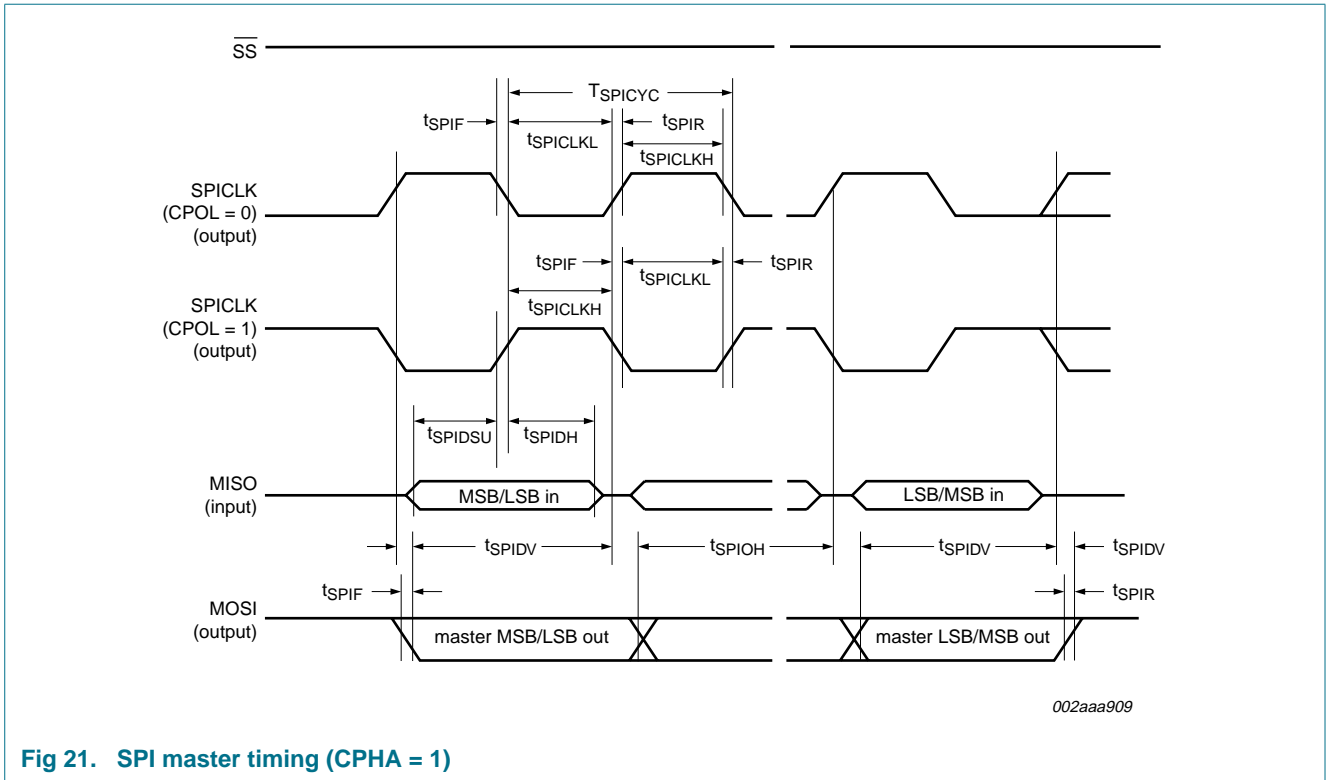 SS
TSPICYC
tSPIF
tSPICLKL
tSPIR
tSPICLKH
SPICLK
(CPOL = 0)
(output)
tSPIF
tSPICLKL
tSPIR
tSPICLKH
SPICLK
(CPOL = 1)
(output)
tSPIDSU
tSPIDH
MISO
(input)
MSB/LSB in
LSB/MSB in
tSPIDV
tSPIOH
tSPIDV
tSPIDV
tSPIF
tSPIR
MOSI
(output)
master MSB/LSB out
master LSB/MSB out
002aaa909
Fig 21. SPI master timing (CPHA = 1)